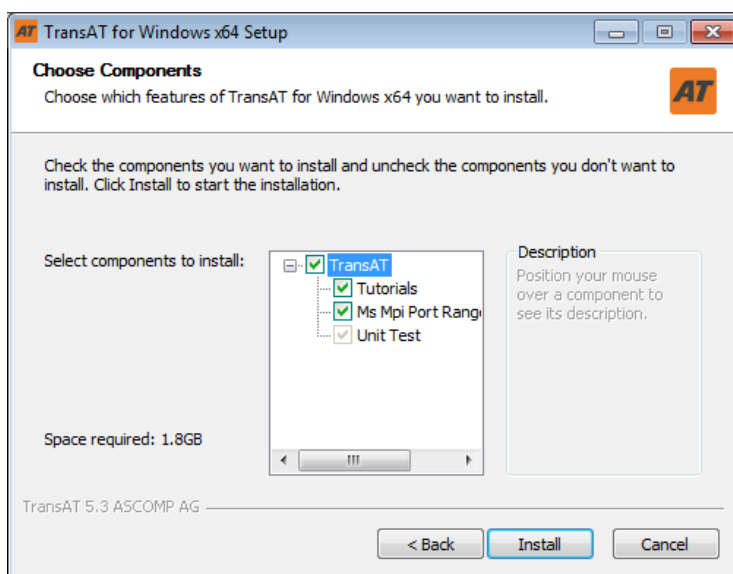 AT TransAT for Windows x64 Setup
Choose Components
Choose which features of TransAT for Windows x64 you want to install.
AT
Check the components you want to install and uncheck the components you don't want to
install. Click Install to start the installation.
Select components to install:
TransAT
Tutorials
Ms Mpi Port Rang
Unit Test
Description
Position your mouse
over a component to
see its description.
Space required: 1.8GB
TransAT 5.3 ASCOMP AG
< Back
Install
Cancel